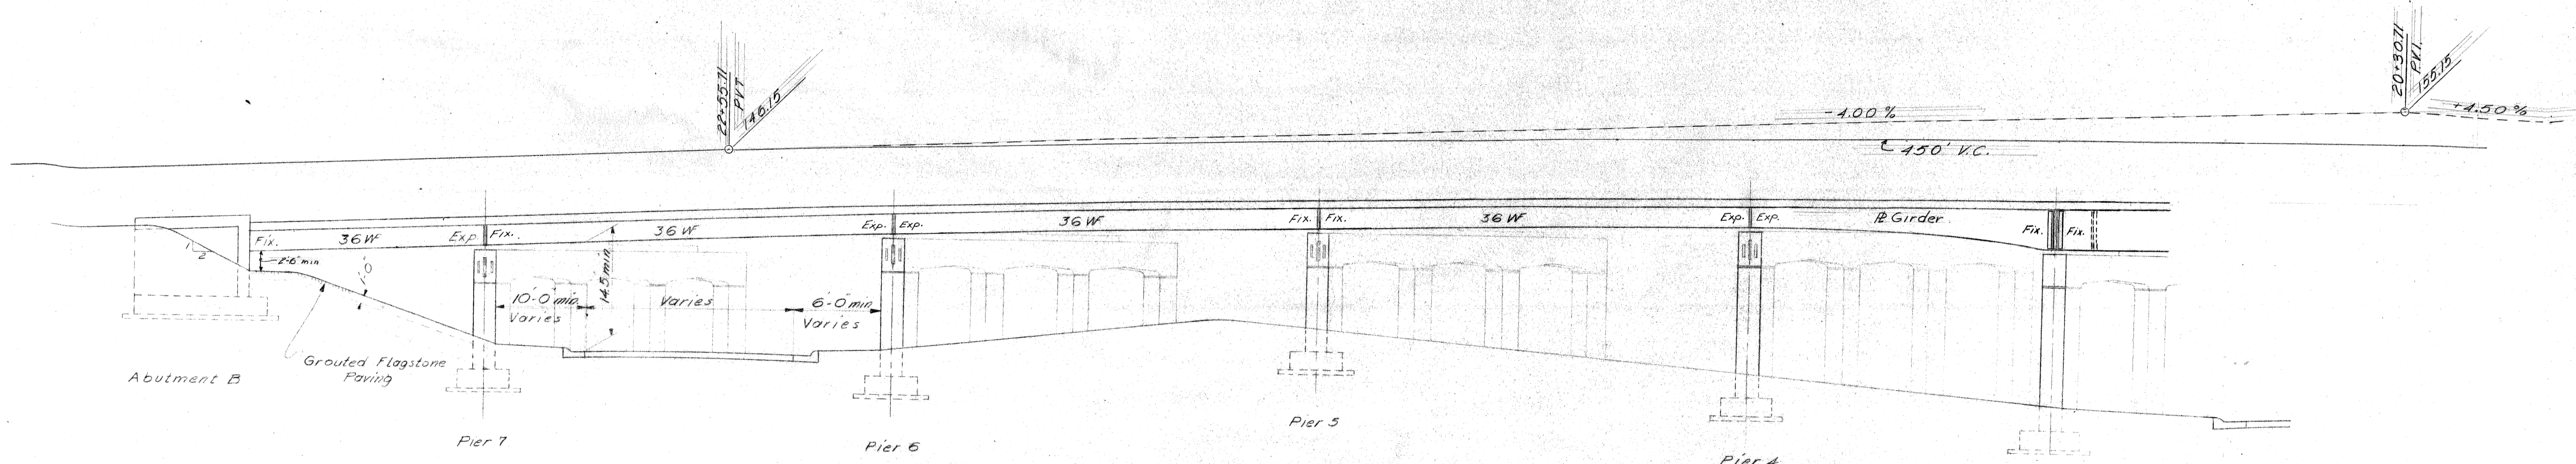 22+55.71
PVT
146.15
20+30.71
P.V.I.
155.15
-4.00%
+4.50%
℄ 450' V.C.
Fix.
36 WF
Exp.
Fix.
36 WF
Exp.
Exp.
36 WF
Fix.
Fix.
36 WF
Exp.
Exp.
PL Girder
Fix.
Fix.
1
2
2'-6" min
1'-0"
14.5' min.
10'-0" min.
Varies
Varies
6'-0" min
Varies
Grouted Flagstone
Paving
Abutment B
Pier 7
Pier 6
Pier 5
Pier 4